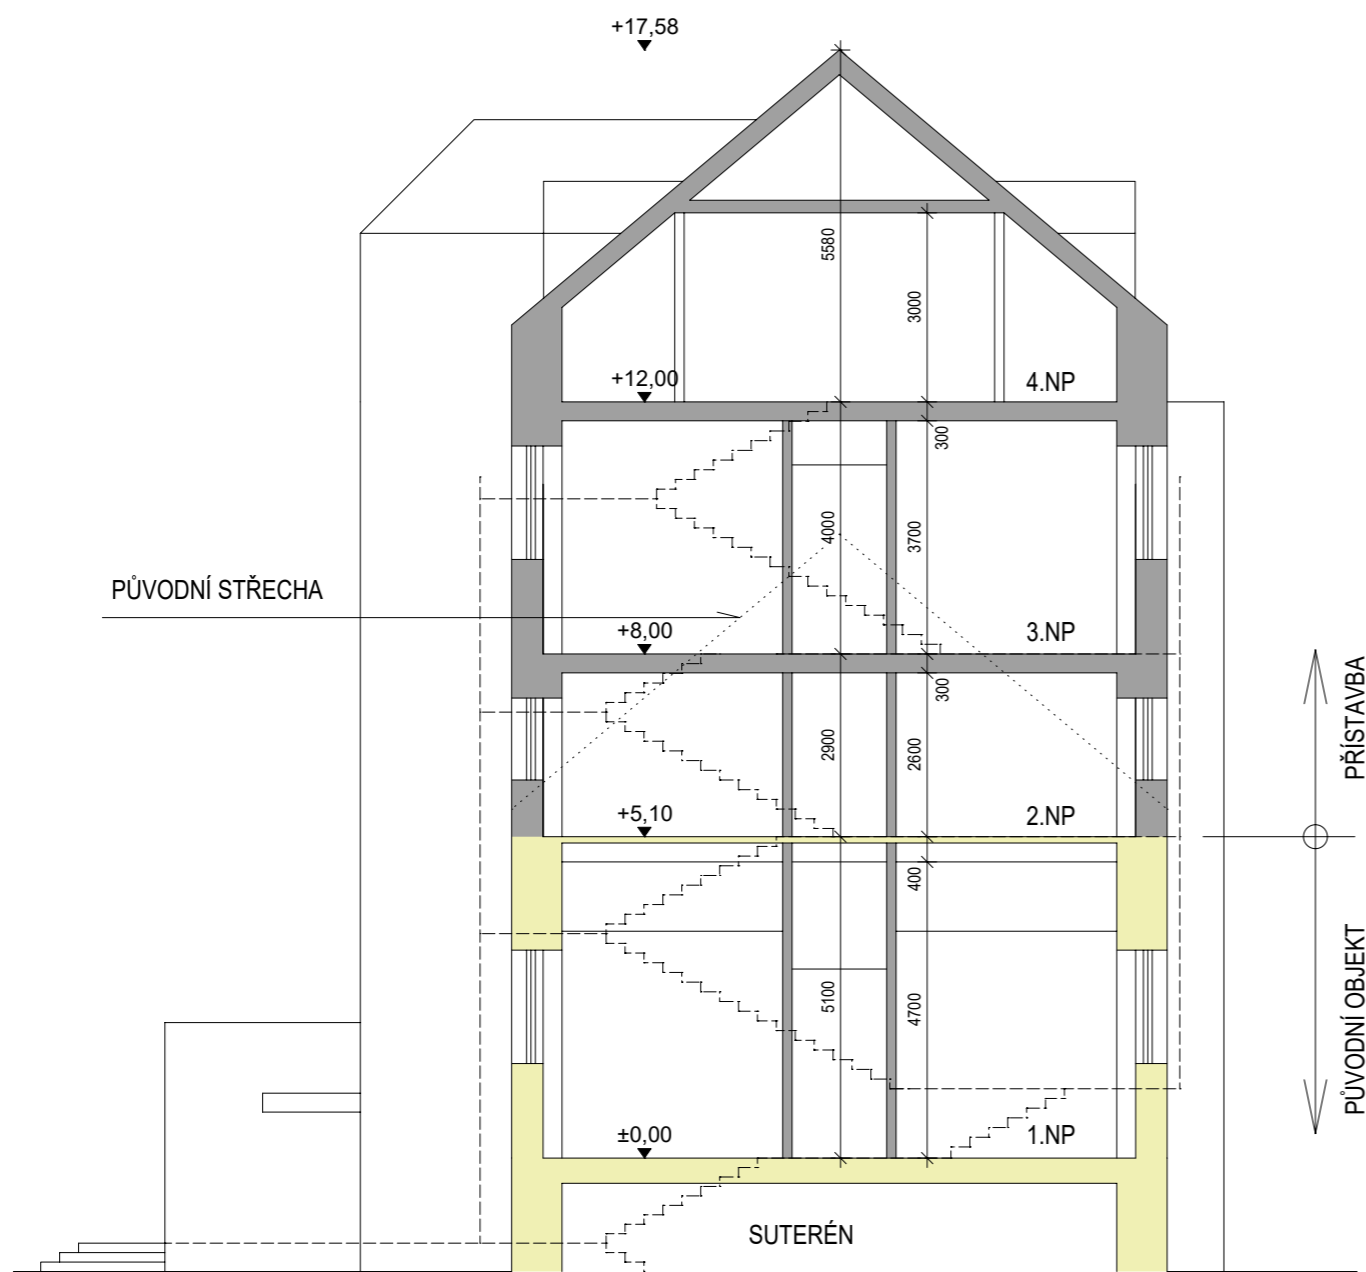 +17,58
5580
3000
+12,00
4.NP
300
4000
3700
PŮVODNÍ STŘECHA
+8,00
3.NP
300
PŘÍSTAVBA
2900
2600
+5,10
2.NP
400
PŮVODNÍ OBJEKT
5100
4700
±0,00
1.NP
SUTERÉN